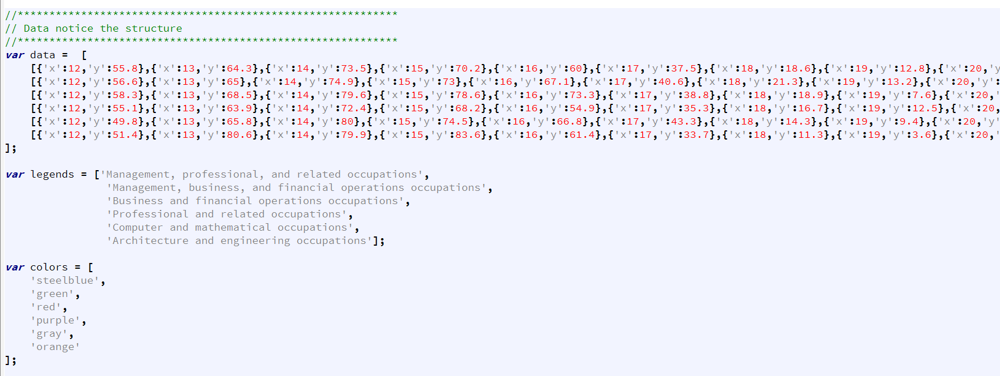 //************************************************************
// Data notice the structure
//************************************************************
var data =  [
    [{'x':12,'y':55.8},{'x':13,'y':64.3},{'x':14,'y':73.5},{'x':15,'y':70.2},{'x':16,'y':60},{'x':17,'y':37.5},{'x':18,'y':18.6},{'x':19,'y':12.8},{'x':20,'y
    [{'x':12,'y':56.6},{'x':13,'y':65},{'x':14,'y':74.9},{'x':15,'y':73},{'x':16,'y':67.1},{'x':17,'y':40.6},{'x':18,'y':21.3},{'x':19,'y':13.2},{'x':20,'y':
    [{'x':12,'y':58.3},{'x':13,'y':68.5},{'x':14,'y':79.6},{'x':15,'y':78.6},{'x':16,'y':73.3},{'x':17,'y':38.8},{'x':18,'y':18.9},{'x':19,'y':7.6},{'x':20,'
    [{'x':12,'y':55.1},{'x':13,'y':63.9},{'x':14,'y':72.4},{'x':15,'y':68.2},{'x':16,'y':54.9},{'x':17,'y':35.3},{'x':18,'y':16.7},{'x':19,'y':12.5},{'x':20,
    [{'x':12,'y':49.8},{'x':13,'y':65.8},{'x':14,'y':80},{'x':15,'y':74.5},{'x':16,'y':66.8},{'x':17,'y':43.3},{'x':18,'y':14.3},{'x':19,'y':9.4},{'x':20,'y
    [{'x':12,'y':51.4},{'x':13,'y':80.6},{'x':14,'y':79.9},{'x':15,'y':83.6},{'x':16,'y':61.4},{'x':17,'y':33.7},{'x':18,'y':11.3},{'x':19,'y':3.6},{'x':20,'
];
var legends = ['Management, professional, and related occupations',
                'Management, business, and financial operations occupations',
                'Business and financial operations occupations',
                'Professional and related occupations',
                'Computer and mathematical occupations',
                'Architecture and engineering occupations'];
var colors = [
    'steelblue',
    'green',
    'red',
    'purple',
    'gray',
    'orange'
];